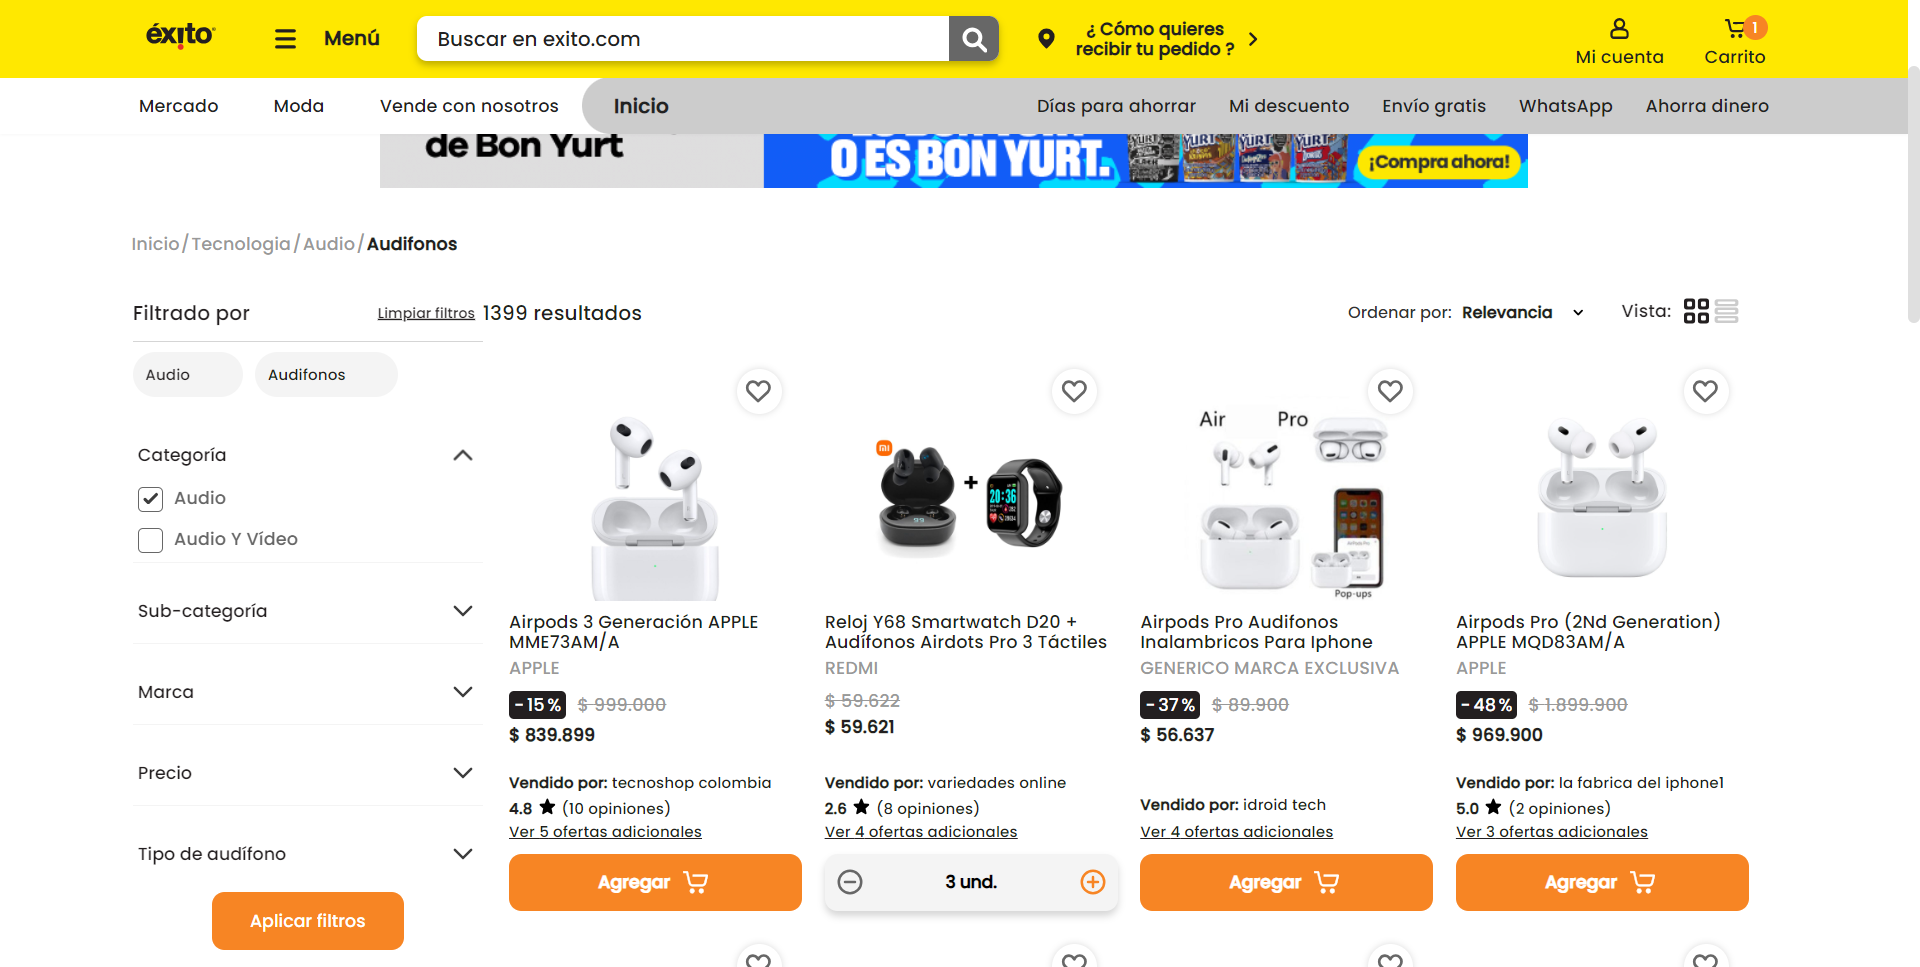 éxito
Menú
Buscar en exito.com
¿ Cómo quieres
recibir tu pedido ?
Mi cuenta
1
Carrito
Mercado
Moda
Vende con nosotros
Inicio
Días para ahorrar
Mi descuento
Envío gratis
WhatsApp
Ahorra dinero
de Bon Yurt
O ES BON YURT.
¡Compra ahora!
Inicio/Tecnologia/Audio/Audifonos
Filtrado por
Limpiar filtros
1399 resultados
Ordenar por: Relevancia
Vista:
Audio
Audifonos
Categoría
Audio
Audio Y Vídeo
Sub-categoría
Marca
Precio
Tipo de audífono
Aplicar filtros
Airpods 3 Generación APPLE
MME73AM/A
APPLE
-15% $ 999.000
$ 839.899
Vendido por: tecnoshop colombia
4.8 (10 opiniones)
Ver 5 ofertas adicionales
Agregar
mi
+
20:36
Reloj Y68 Smartwatch D20 +
Audífonos Airdots Pro 3 Táctiles
REDMI
$ 59.622
$ 59.621
Vendido por: variedades online
2.6 (8 opiniones)
Ver 4 ofertas adicionales
3 und.
Air Pro
Pop-ups
Airpods Pro Audifonos
Inalambricos Para Iphone
GENERICO MARCA EXCLUSIVA
-37% $ 89.900
$ 56.637
Vendido por: idroid tech
Ver 4 ofertas adicionales
Agregar
Airpods Pro (2Nd Generation)
APPLE MQD83AM/A
APPLE
-48% $ 1.899.900
$ 969.900
Vendido por: la fabrica del iphone1
5.0 (2 opiniones)
Ver 3 ofertas adicionales
Agregar